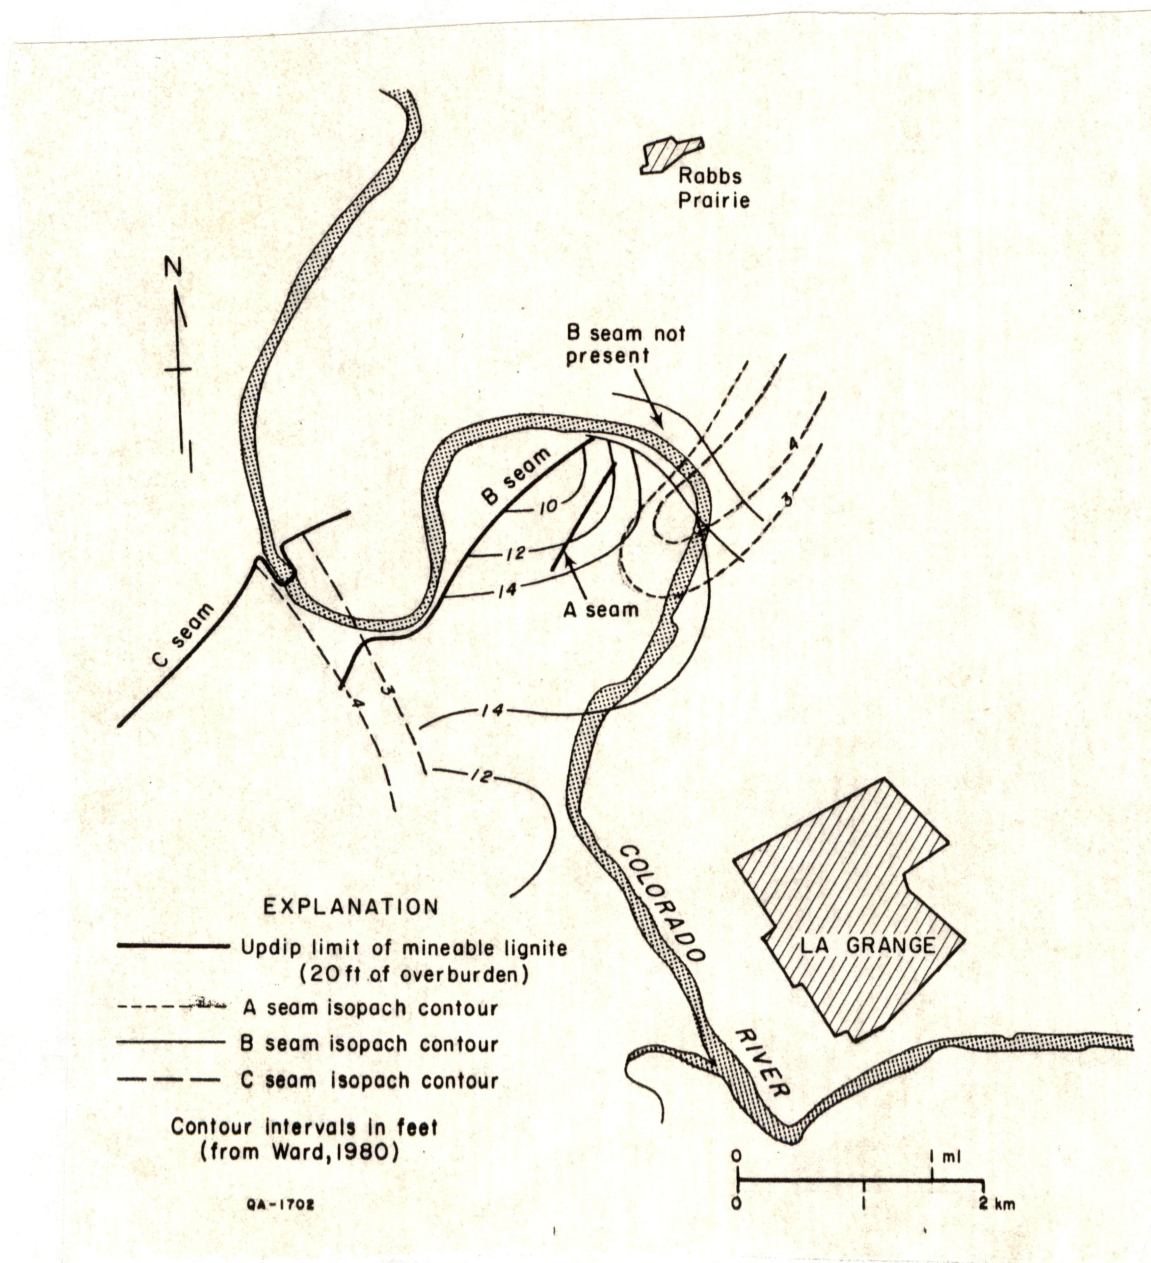 Rabbs
Prairie
N
B seam not
present
4
3
B seam
10
12
14
A seam
C seam
3
4
14
12
COLORADO
RIVER
LA GRANGE
EXPLANATION
Updip limit of mineable lignite
(20 ft of overburden)
A seam isopach contour
B seam isopach contour
C seam isopach contour
Contour intervals in feet
(from Ward, 1980)
QA-1702
0 1 mi
0 1 2 km